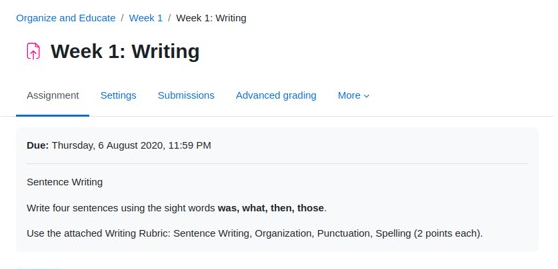 Organize and Educate / Week 1 / Week 1: Writing
Week 1: Writing
Assignment Settings Submissions Advanced grading More
Due: Thursday, 6 August 2020, 11:59 PM
Sentence Writing
Write four sentences using the sight words was, what, then, those.
Use the attached Writing Rubric: Sentence Writing, Organization, Punctuation, Spelling (2 points each).